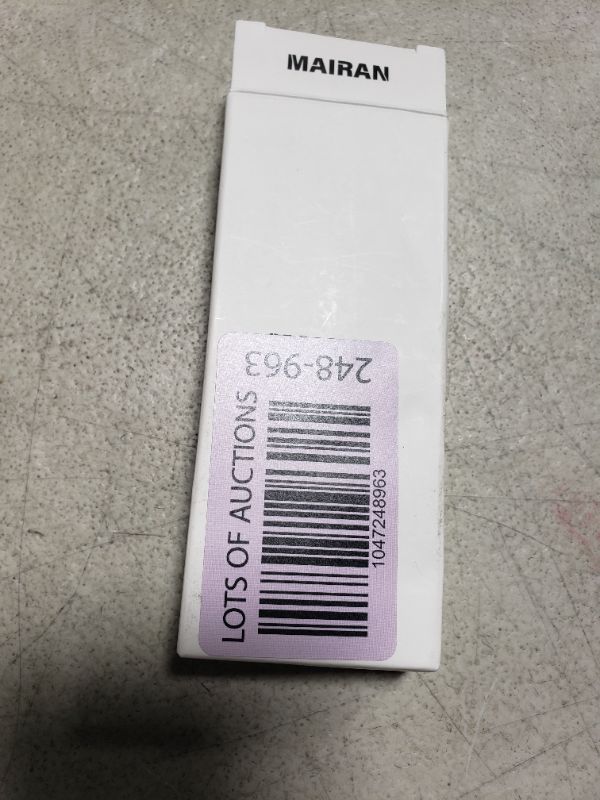 MAIRAN
248-963
LOTS OF AUCTIONS
1047248963